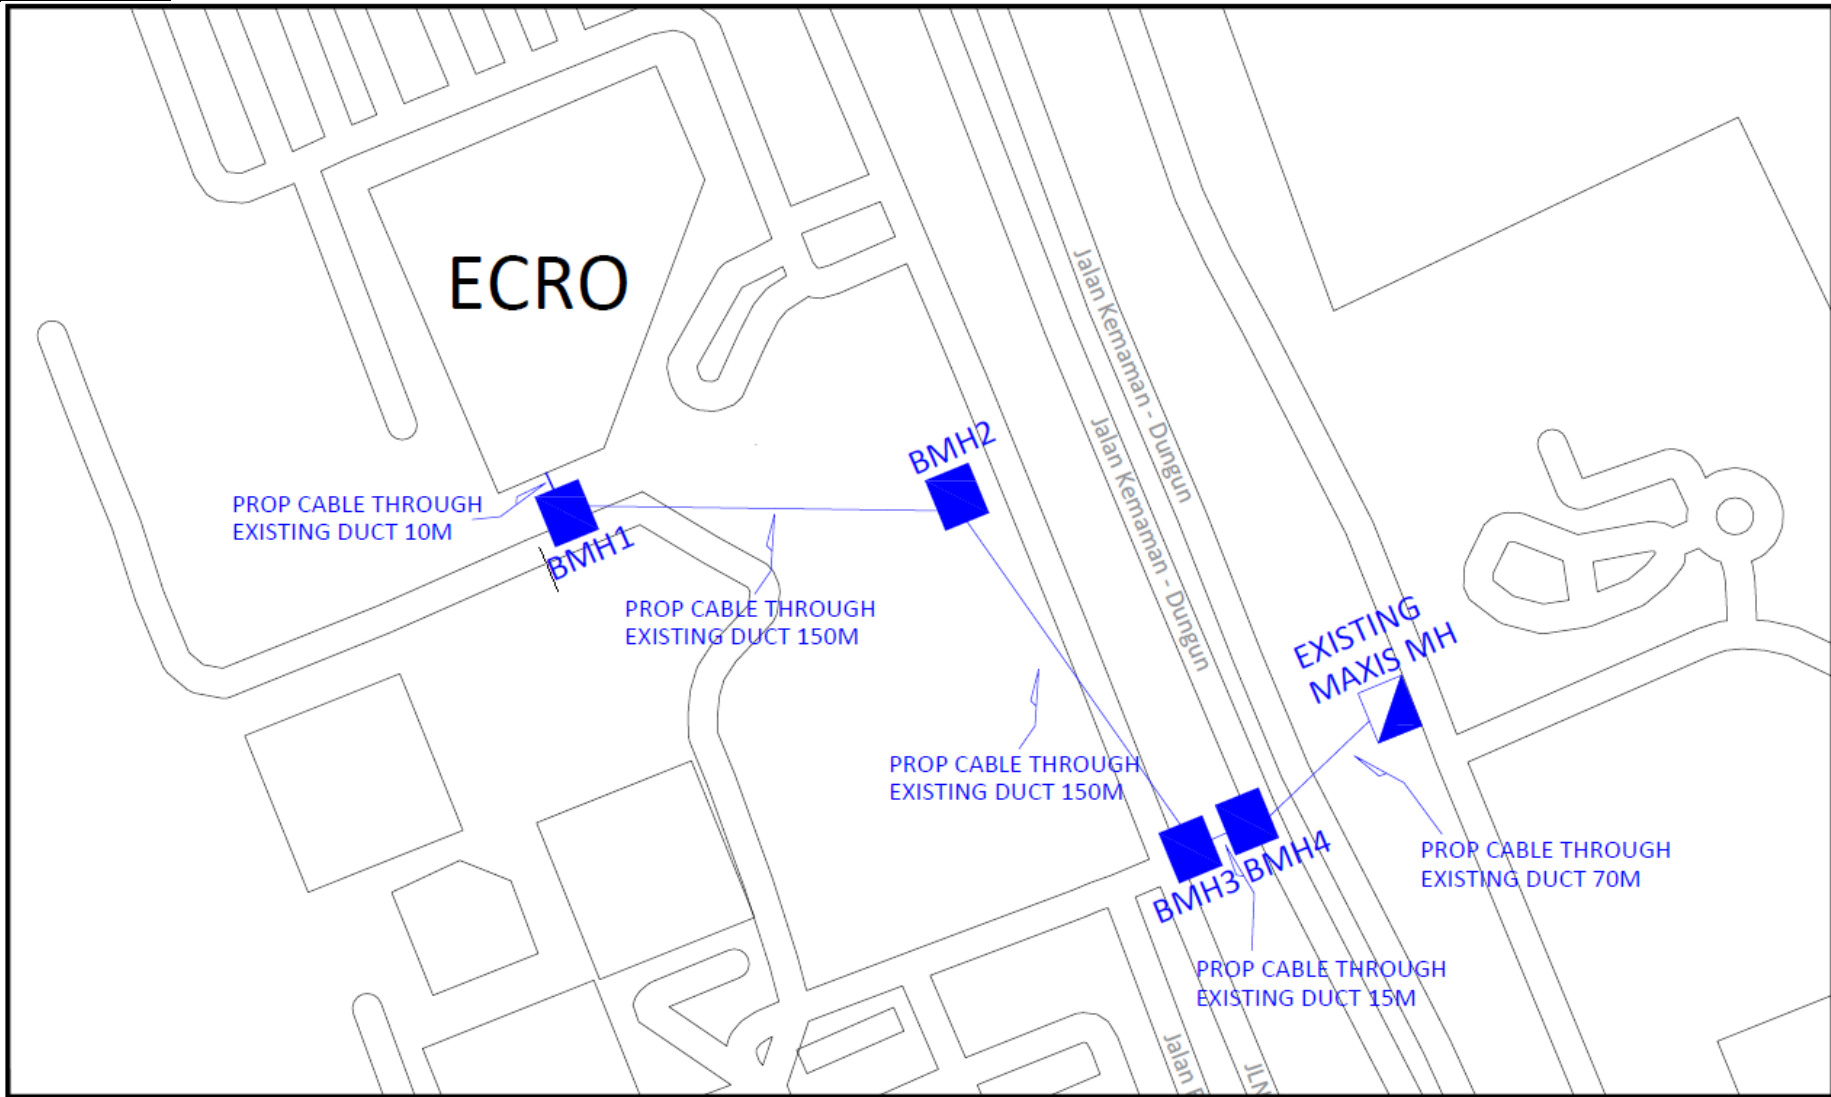 ECRO
Jalan Kemaman - Dungun
Jalan Kemaman - Dungun
BMH2
PROP CABLE THROUGH
EXISTING DUCT 10M
BMH1
PROP CABLE THROUGH
EXISTING DUCT 150M
EXISTING
MAXIS MH
PROP CABLE THROUGH
EXISTING DUCT 150M
BMH3
BMH4
PROP CABLE THROUGH
EXISTING DUCT 70M
PROP CABLE THROUGH
EXISTING DUCT 15M
Jalan
JLN